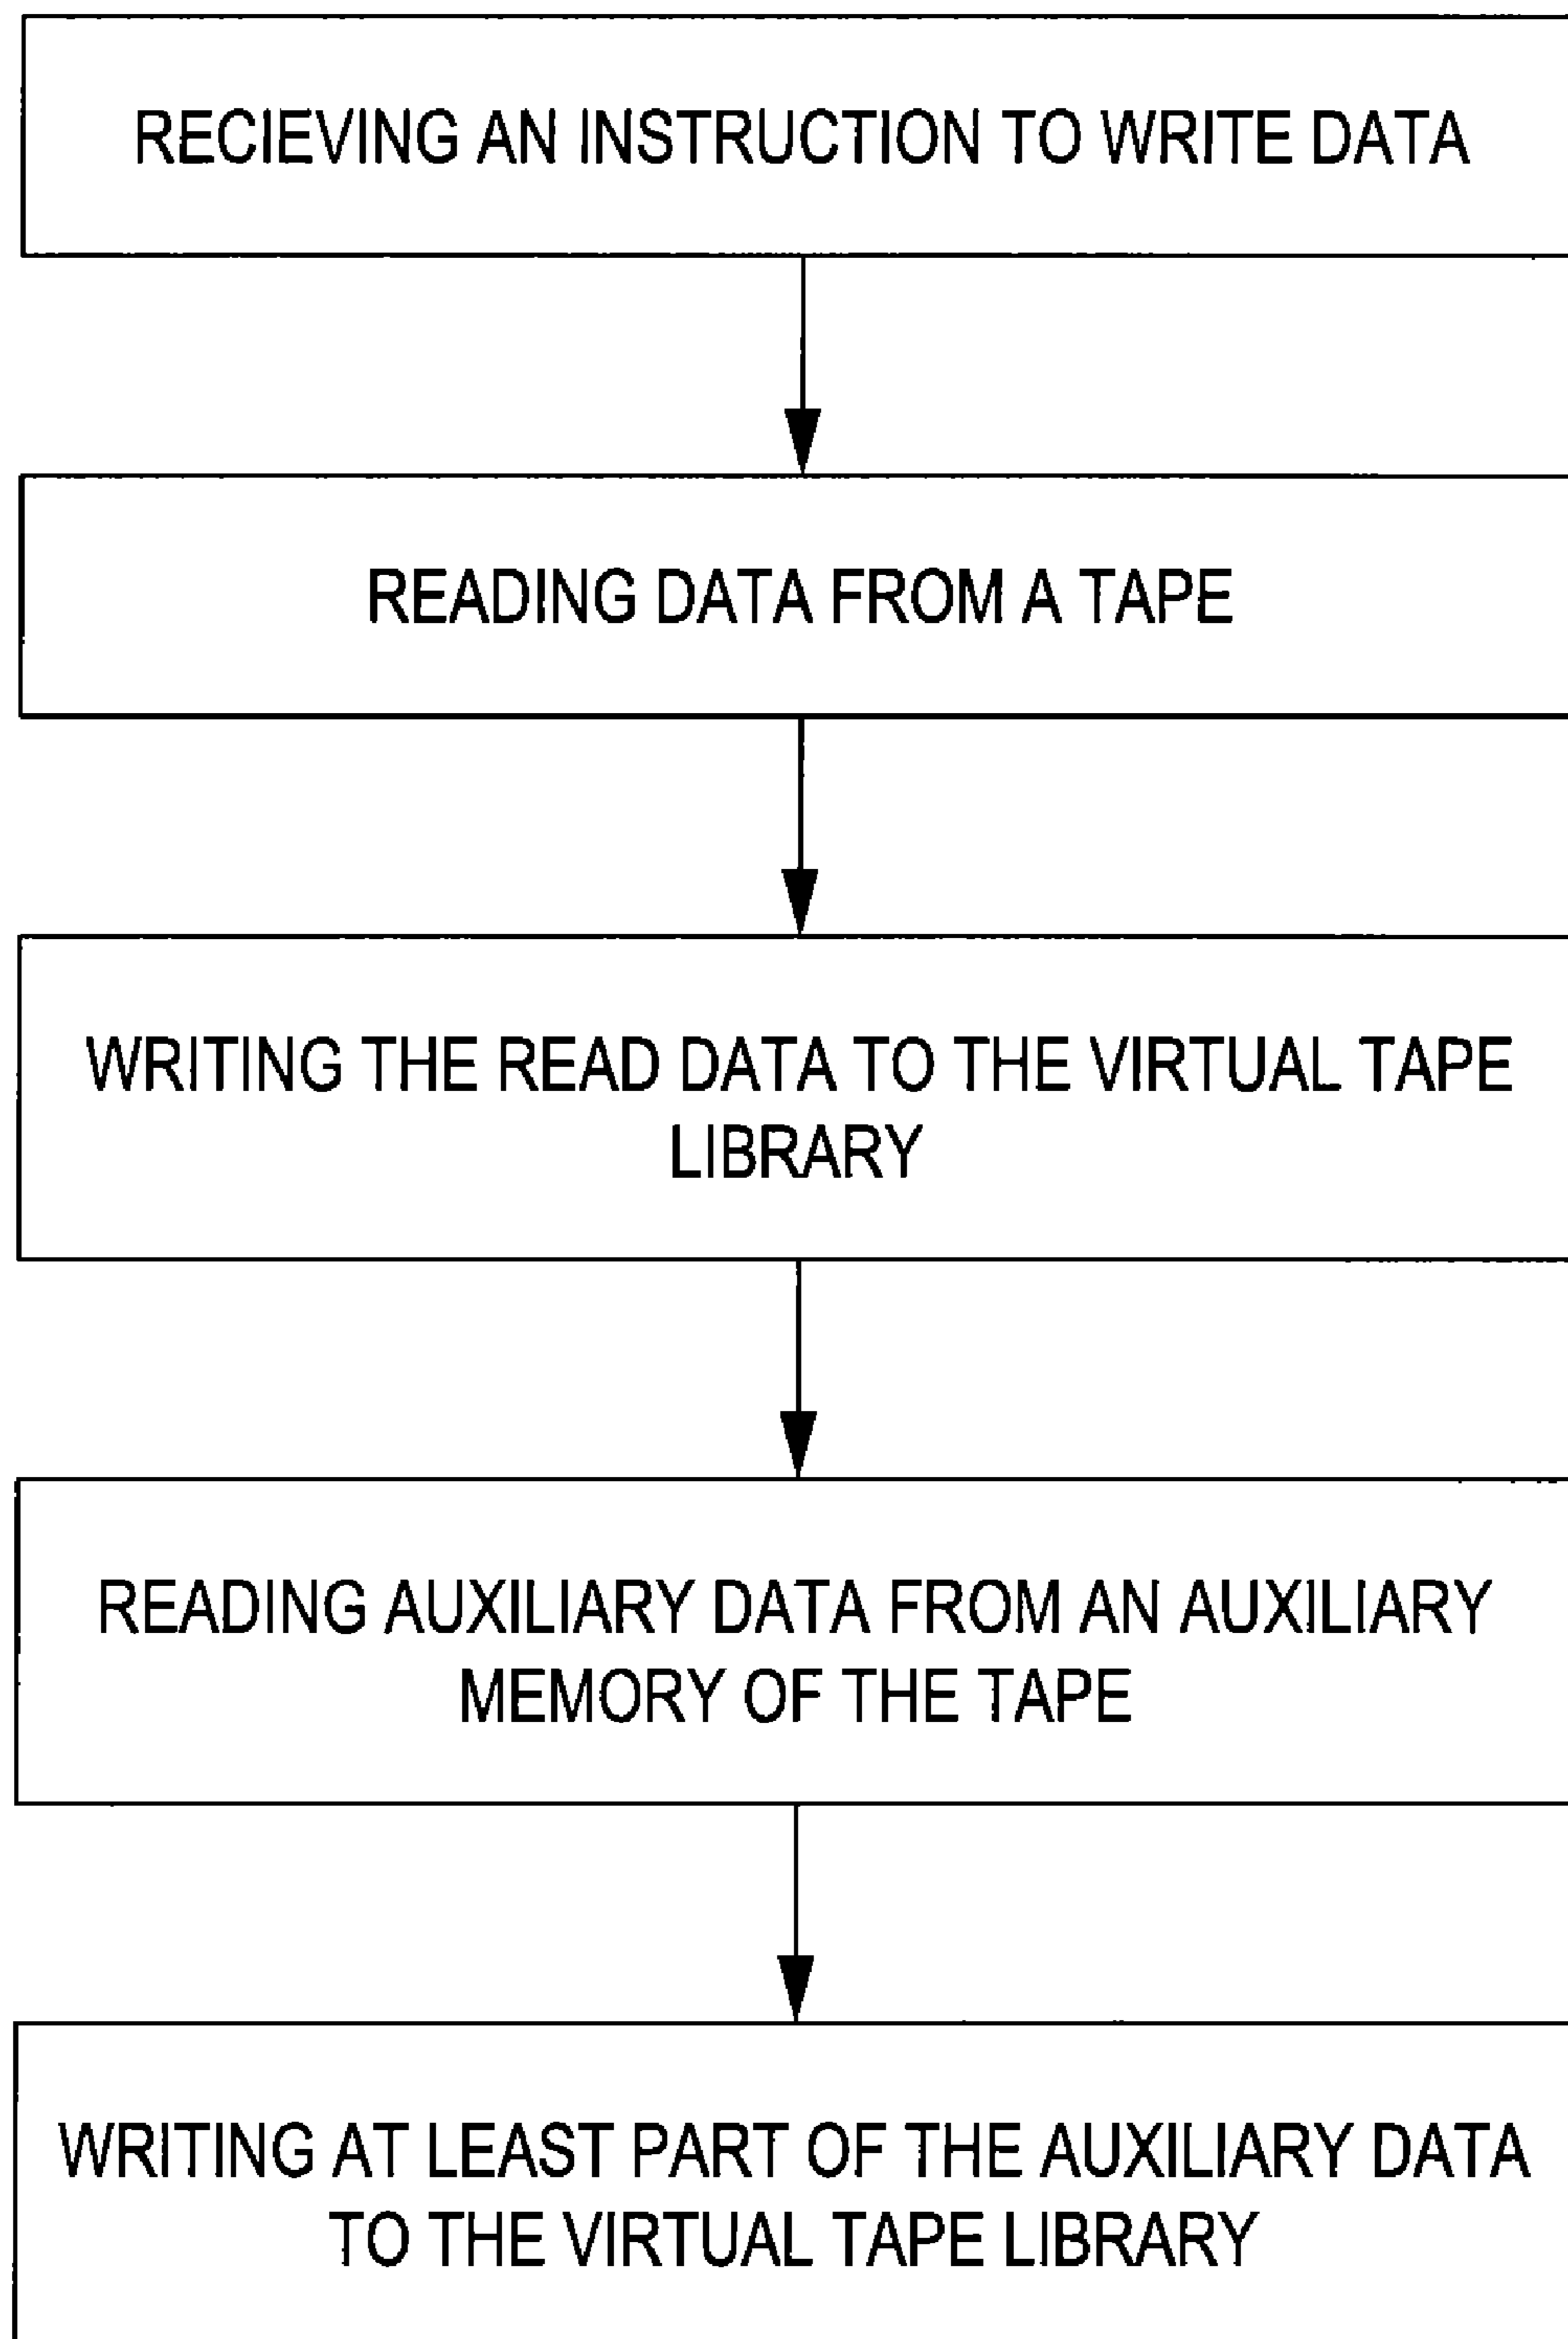 RECIEVING AN INSTRUCTION TO WRITE DATA
READING DATA FROM A TAPE
WRITING THE READ DATA TO THE VIRTUAL TAPE
LIBRARY
READING AUXILIARY DATA FROM AN AUXILIARY
MEMORY OF THE TAPE
WRITING AT LEAST PART OF THE AUXILIARY DATA
TO THE VIRTUAL TAPE LIBRARY